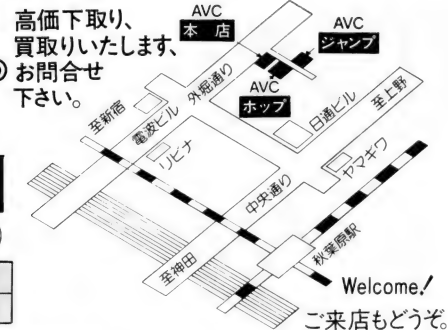 高価下取り、
買取りいたします、
お問合せ
下さい。
AVC
本店
AVC
ジャンプ
AVC
ホップ
外堀通り
至新宿
電波ビル
リビナ
日通ビル
至上野
ヤマギワ
中央通り
至神田
秋葉原駅
Welcome!
ご来店もどうぞ。